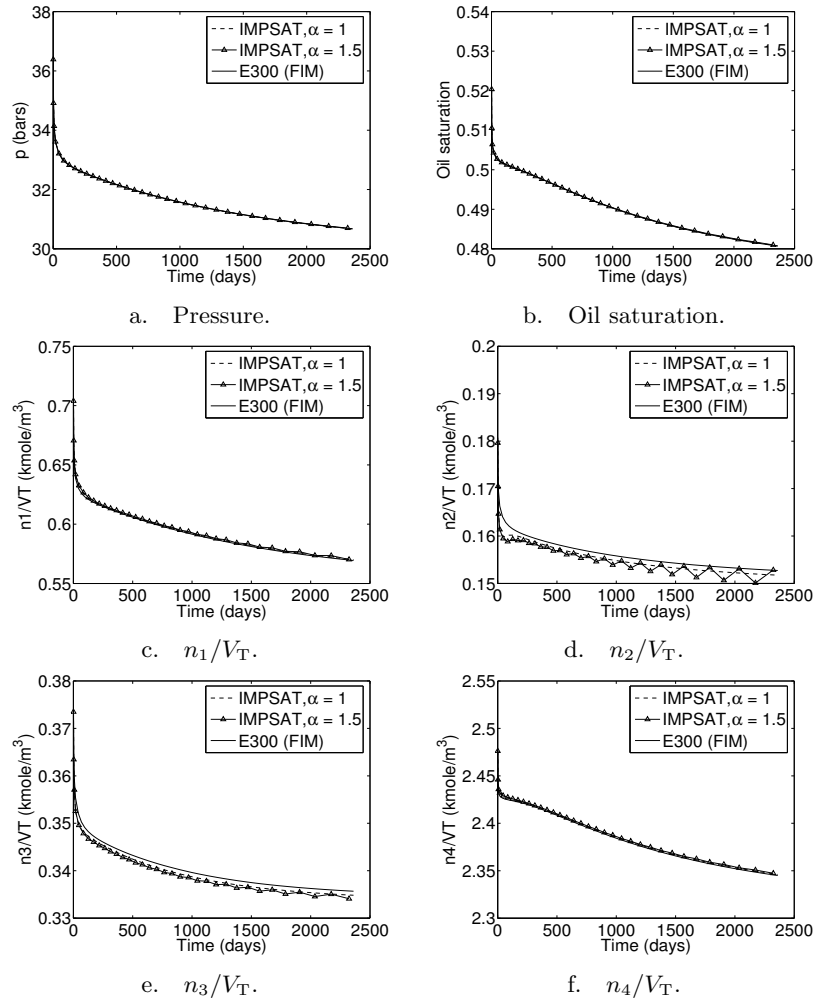 38
36
34
32
30
p (bars)
0 500 1000 1500 2000 2500
Time (days)
IMPSAT,α = 1
IMPSAT,α = 1.5
E300 (FIM)
a. Pressure.
0.54
0.53
0.52
0.51
0.5
0.49
0.48
Oil saturation
0 500 1000 1500 2000 2500
Time (days)
IMPSAT,α = 1
IMPSAT,α = 1.5
E300 (FIM)
b. Oil saturation.
0.75
0.7
0.65
0.6
0.55
n1/VT (kmole/m³)
0 500 1000 1500 2000 2500
Time (days)
IMPSAT,α = 1
IMPSAT,α = 1.5
E300 (FIM)
c. n₁/V_T.
0.2
0.19
0.18
0.17
0.16
0.15
n2/VT (kmole/m³)
0 500 1000 1500 2000 2500
Time (days)
IMPSAT,α = 1
IMPSAT,α = 1.5
E300 (FIM)
d. n₂/V_T.
0.38
0.37
0.36
0.35
0.34
0.33
n3/VT (kmole/m³)
0 500 1000 1500 2000 2500
Time (days)
IMPSAT,α = 1
IMPSAT,α = 1.5
E300 (FIM)
e. n₃/V_T.
2.55
2.5
2.45
2.4
2.35
2.3
n4/VT (kmole/m³)
0 500 1000 1500 2000 2500
Time (days)
IMPSAT,α = 1
IMPSAT,α = 1.5
E300 (FIM)
f. n₄/V_T.